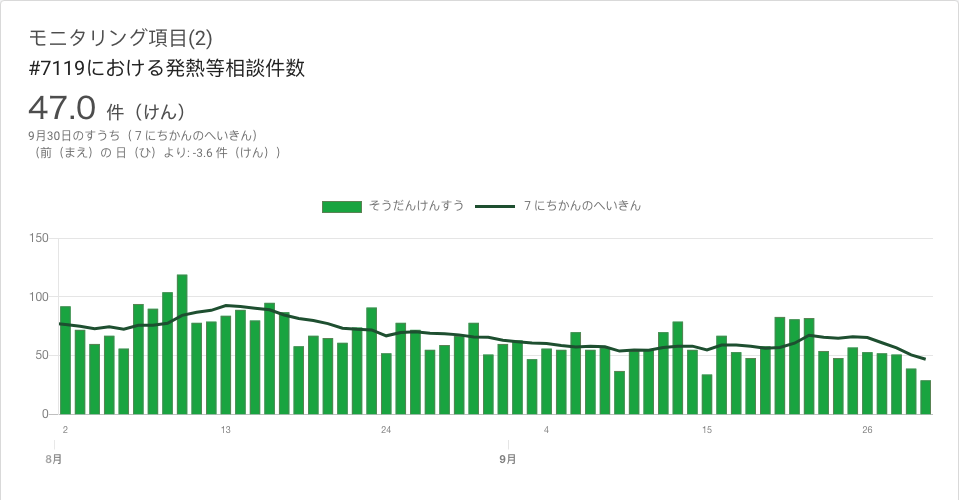 モニタリング項目(2)
#7119における発熱等相談件数
47.0 件（けん）
9月30日のすうち（７にちかんのへいきん）
（前（まえ）の 日（ひ）より: -3.6 件（けん））
そうだんけんすう ７にちかんのへいきん
150
100
50
0
2 13 24 4 15 26
8月 9月